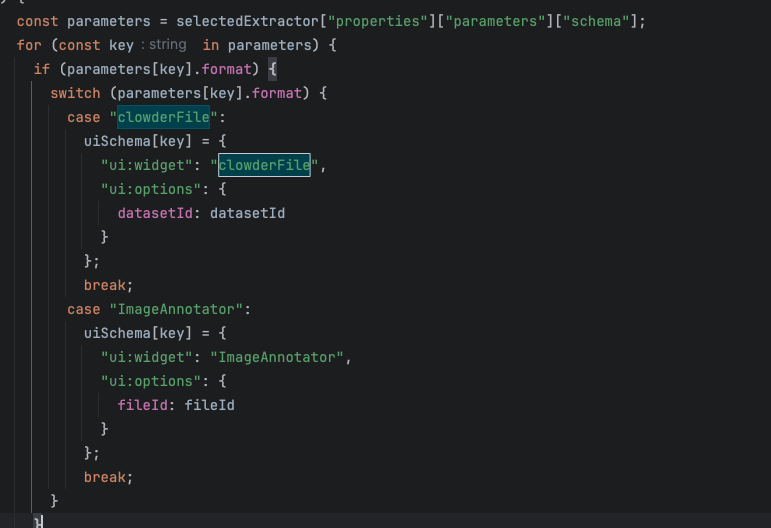 const parameters = selectedExtractor["properties"]["parameters"]["schema"];
for (const key : string in parameters) {
if (parameters[key].format) {
switch (parameters[key].format) {
case "clowderFile":
uiSchema[key] = {
"ui:widget": "clowderFile",
"ui:options": {
datasetId: datasetId
}
};
break;
case "ImageAnnotator":
uiSchema[key] = {
"ui:widget": "ImageAnnotator",
"ui:options": {
fileId: fileId
}
};
break;
}
}